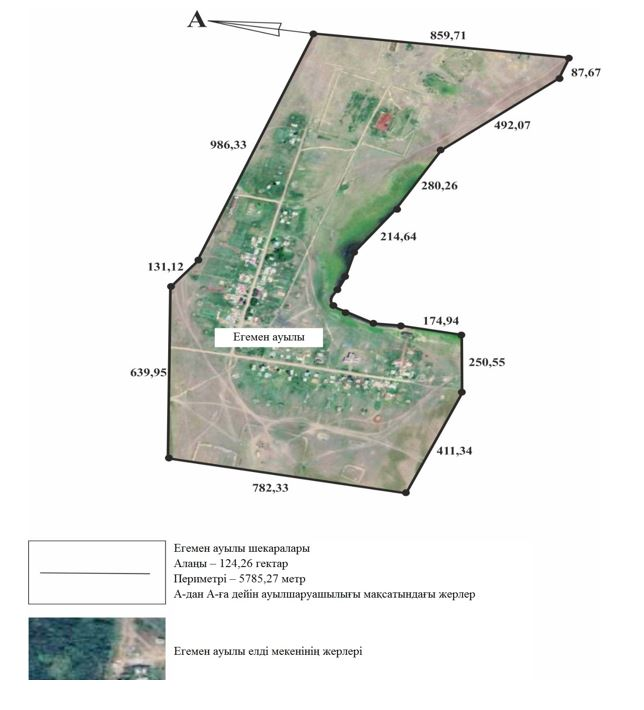 А
859,71
87,67
492,07
986,33
280,26
214,64
131,12
174,94
Егемен ауылы
250,55
639,95
411,34
782,33
Егемен ауылы шекаралары
Алаңы – 124,26 гектар
Периметрі – 5785,27 метр
А-дан А-ға дейін ауылшаруашылығы мақсатындағы жерлер
Егемен ауылы елді мекенінің жерлері